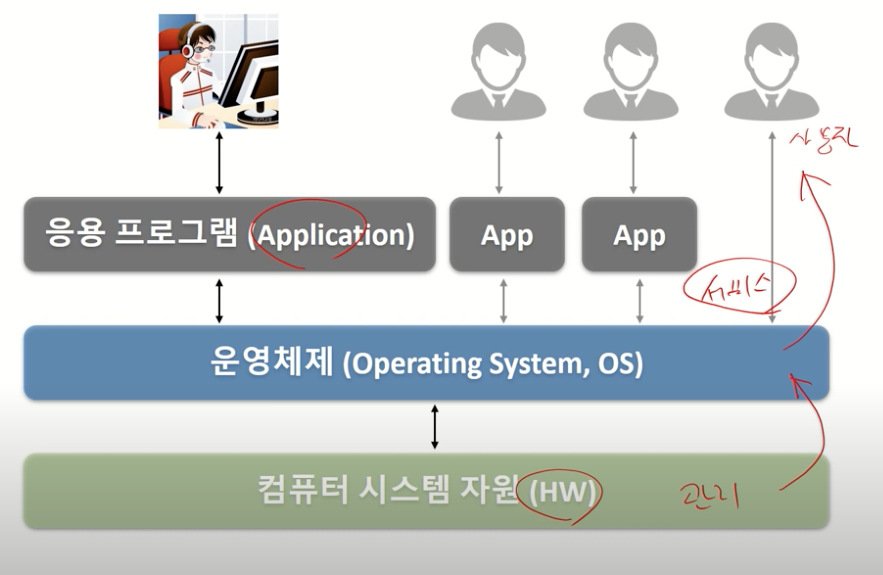 사용자
응용 프로그램 (Application)
App
App
서비스
운영체제 (Operating System, OS)
컴퓨터 시스템 자원 (HW)
관리